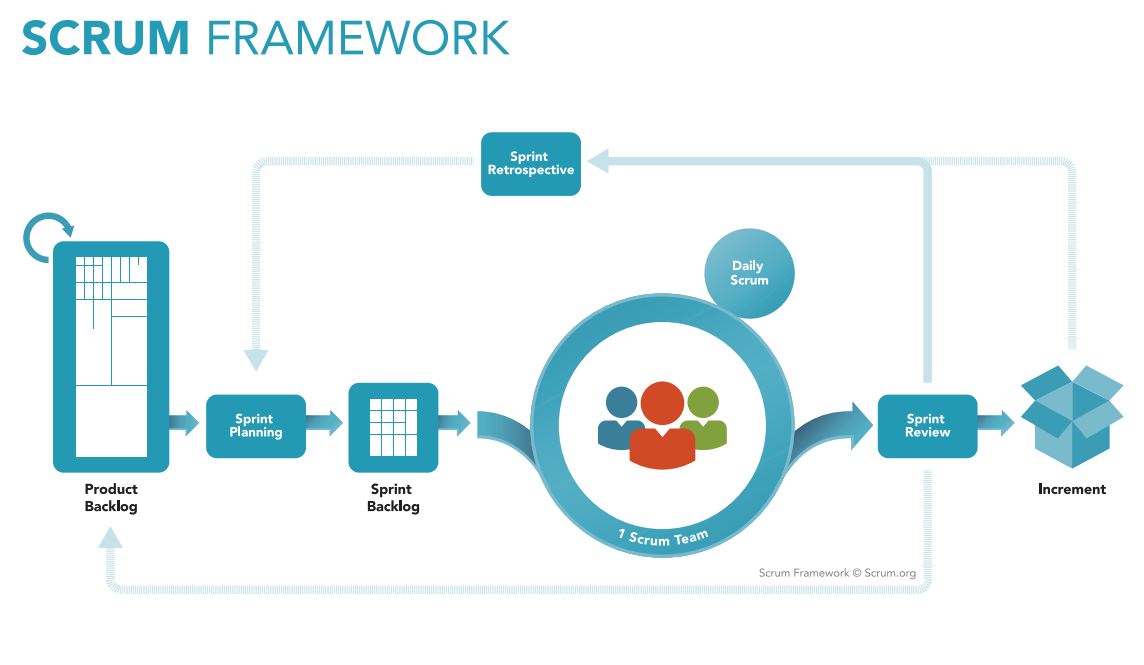 SCRUM FRAMEWORK
Sprint
Retrospective
Daily
Scrum
Sprint
Planning
Sprint
Review
Product
Backlog
Sprint
Backlog
Increment
1 Scrum Team
Scrum Framework © Scrum.org